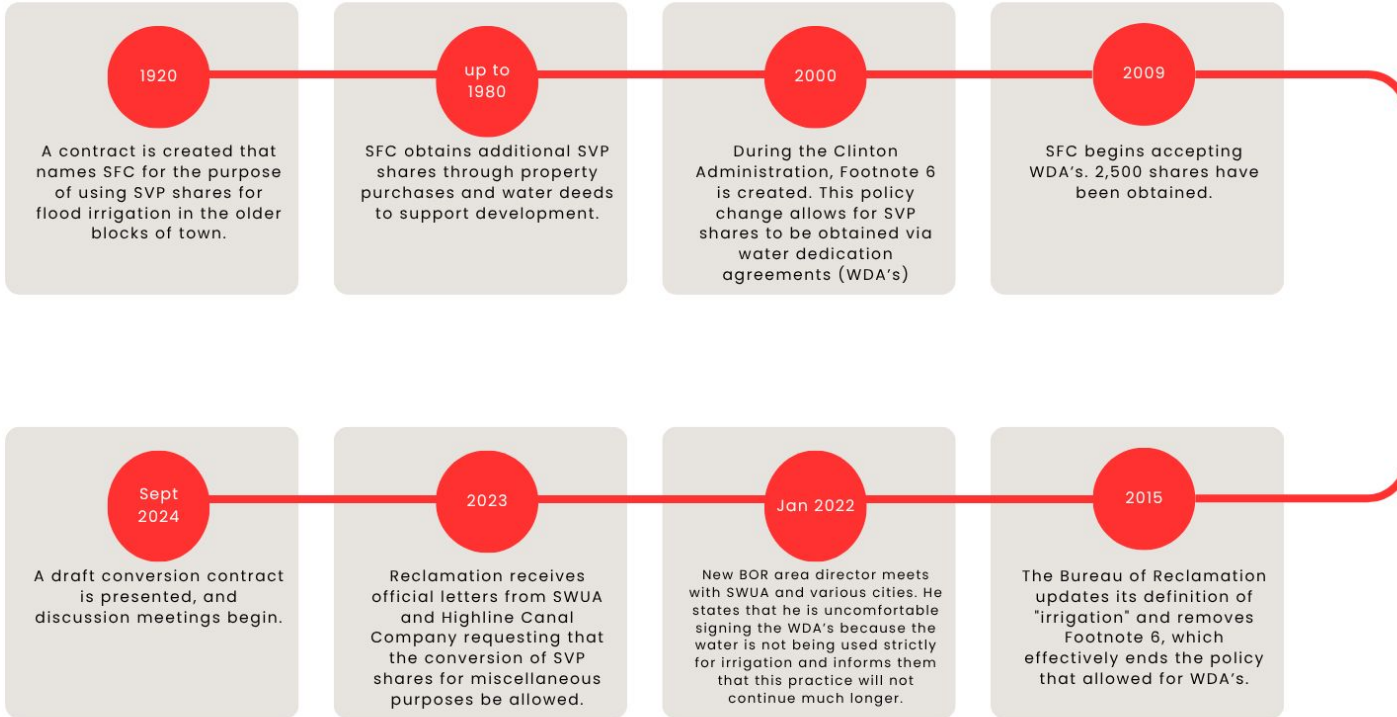 1920
A contract is created that
names SFC for the purpose
of using SVP shares for
flood irrigation in the older
blocks of town.
up to
1980
SFC obtains additional SVP
shares through property
purchases and water deeds
to support development.
2000
During the Clinton
Administration, Footnote 6
is created. This policy
change allows for SVP
shares to be obtained via
water dedication
agreements (WDA's)
2009
SFC begins accepting
WDA's. 2,500 shares have
been obtained.
2015
The Bureau of Reclamation
updates its definition of
"irrigation" and removes
Footnote 6, which
effectively ends the policy
that allowed for WDA's.
Jan 2022
New BOR area director meets
with SWUA and various cities. He
states that he is uncomfortable
signing the WDA's because the
water is not being used strictly
for irrigation and informs them
that this practice will not
continue much longer.
2023
Reclamation receives
official letters from SWUA
and Highline Canal
Company requesting that
the conversion of SVP
shares for miscellaneous
purposes be allowed.
Sept
2024
A draft conversion contract
is presented, and
discussion meetings begin.